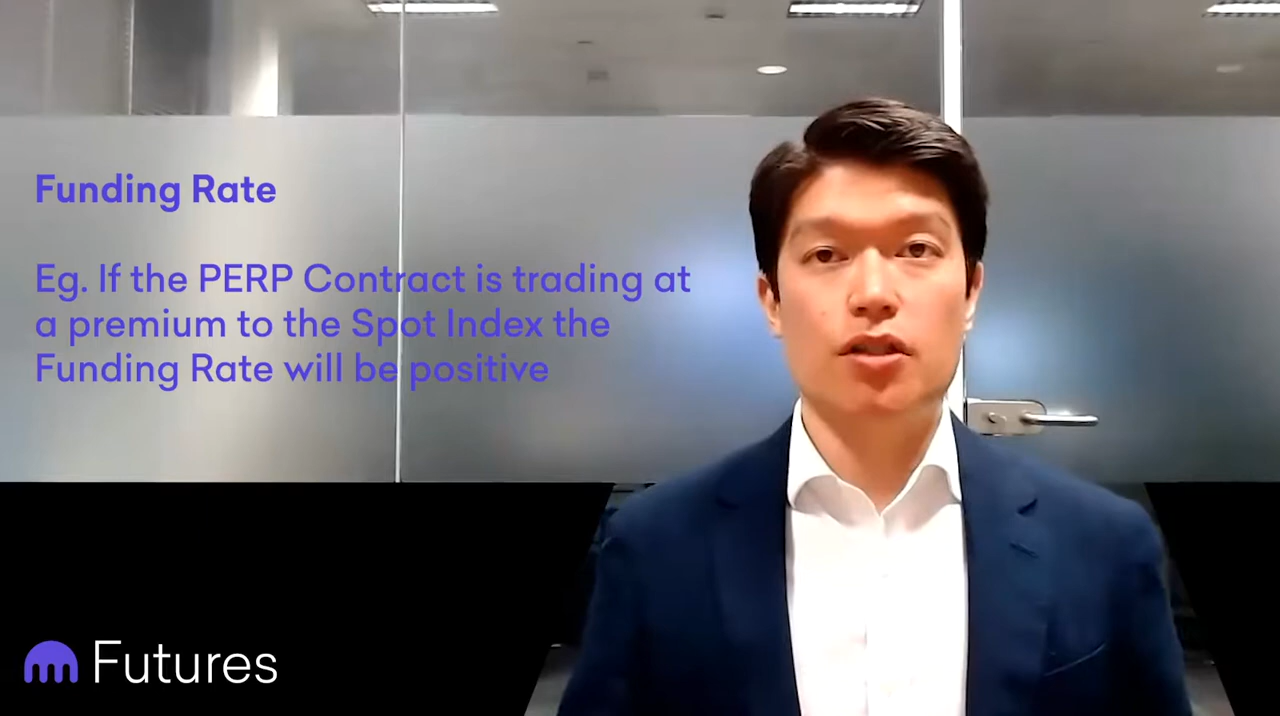 Funding Rate
Eg. If the PERP Contract is trading at
a premium to the Spot Index the
Funding Rate will be positive
Futures